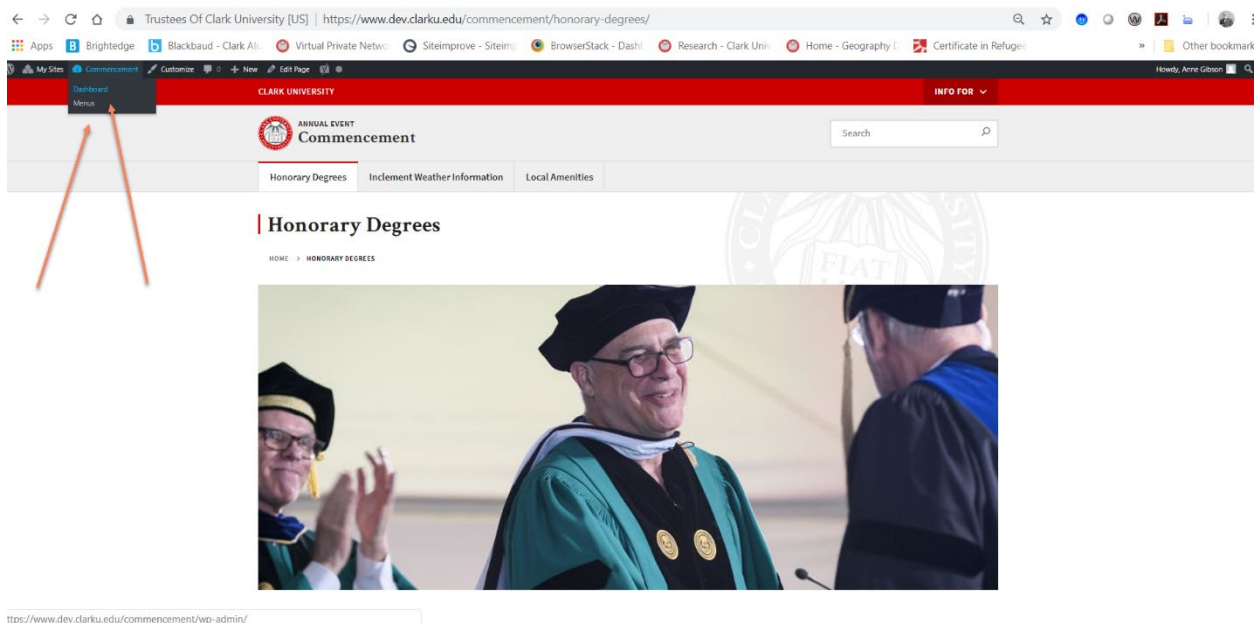 Trustees Of Clark University [US] | https://www.dev.clarku.edu/commencement/honorary-degrees/
Apps B Brightedge b Blackbaud - Clark Al Virtual Private Netwo Siteimprove - Siteim BrowserStack - Dash Research - Clark Univ Home - Geography D Certificate in Refugee » Other bookmark
My Sites Commencement Customize 0 + New Edit Page Howdy, Anne Gibson
Dashboard
Menus
CLARK UNIVERSITY INFO FOR
ANNUAL EVENT
Commencement
Search
Honorary Degrees Inclement Weather Information Local Amenities
Honorary Degrees
HOME > HONORARY DEGREES
FIAT
ttps://www.dev.clarku.edu/commencement/wp-admin/